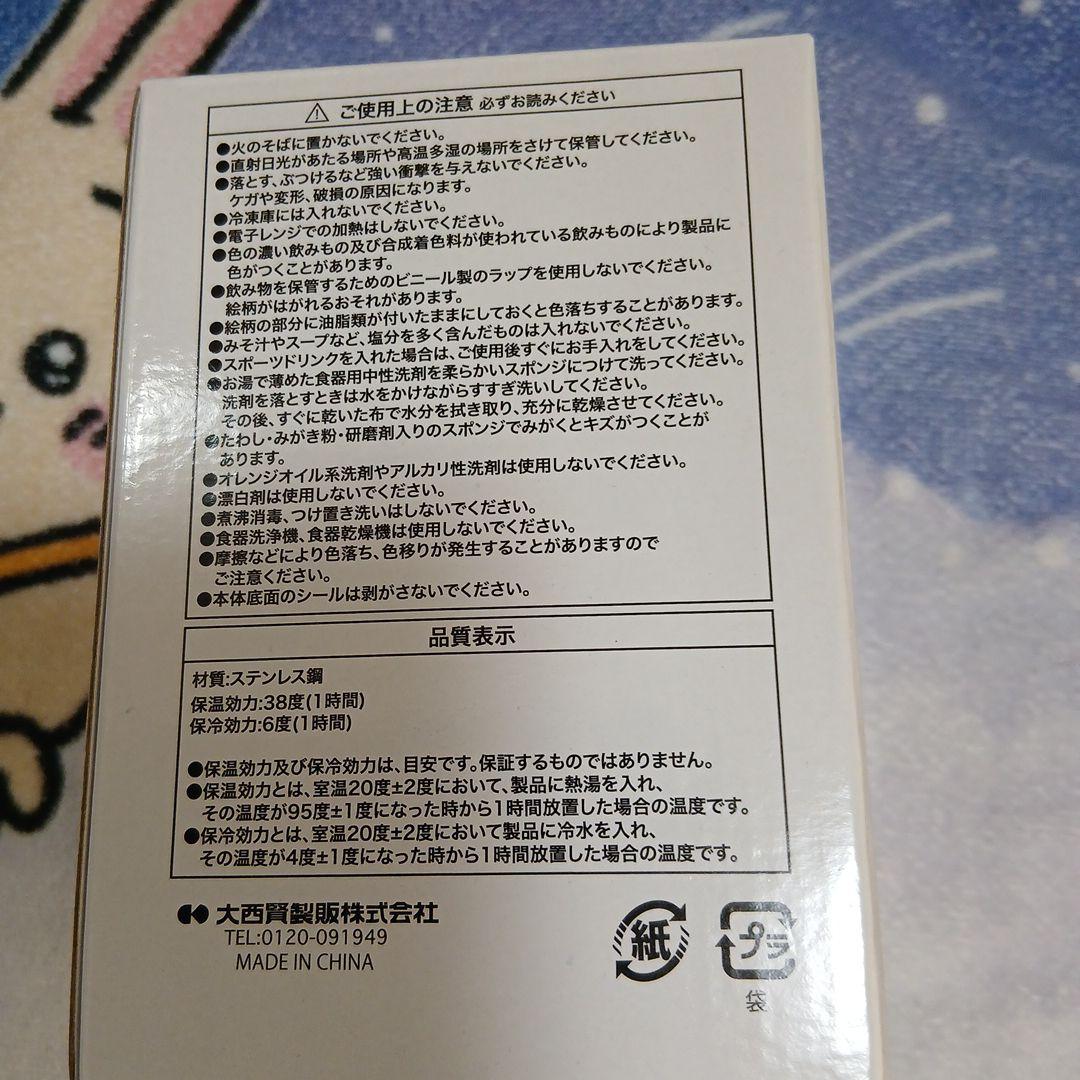 ⚠ ご使用上の注意 必ずお読みください
●火のそばに置かないでください。
●直射日光があたる場所や高温多湿の場所をさけて保管してください。
●落とす、ぶつけるなど強い衝撃を与えないでください。
ケガや変形、破損の原因になります。
●冷凍庫には入れないでください。
●電子レンジでの加熱はしないでください。
●色の濃い飲みもの及び合成着色料が使われている飲みものにより製品に
色がつくことがあります。
●飲み物を保管するためのビニール製のラップを使用しないでください。
絵柄がはがれるおそれがあります。
●絵柄の部分に油脂類が付いたままにしておくと色落ちすることがあります。
●みそ汁やスープなど、塩分を多く含んだものは入れないでください。
●スポーツドリンクを入れた場合は、ご使用後すぐにお手入れをしてください。
●お湯で薄めた食器用中性洗剤を柔らかいスポンジにつけて洗ってください。
洗剤を落とすときは水をかけながらすすぎ洗いしてください。
その後、すぐに乾いた布で水分を拭き取り、充分に乾燥させてください。
●たわし・みがき粉・研磨剤入りのスポンジでみがくとキズがつくことが
あります。
●オレンジオイル系洗剤やアルカリ性洗剤は使用しないでください。
●漂白剤は使用しないでください。
●煮沸消毒、つけ置き洗いはしないでください。
●食器洗浄機、食器乾燥機は使用しないでください。
●摩擦などにより色落ち、色移りが発生することがありますので
ご注意ください。
●本体底面のシールは剥がさないでください。
品質表示
材質:ステンレス鋼
保温効力:38度(1時間)
保冷効力:6度(1時間)
●保温効力及び保冷効力は、目安です。保証するものではありません。
●保温効力とは、室温20度±2度において、製品に熱湯を入れ、
その温度が95度±1度になった時から1時間放置した場合の温度です。
●保冷効力とは、室温20度±2度において製品に冷水を入れ、
その温度が4度±1度になった時から1時間放置した場合の温度です。
大西賢製販株式会社
TEL:0120-091949
MADE IN CHINA
紙
プラ
袋